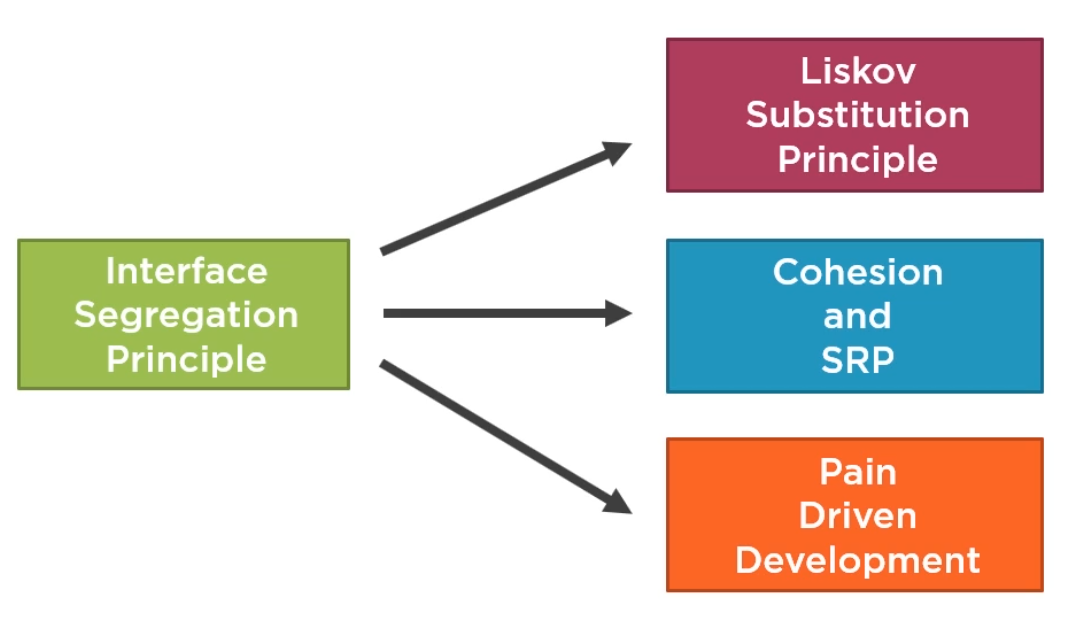 Interface
Segregation
Principle
Liskov
Substitution
Principle
Cohesion
and
SRP
Pain
Driven
Development